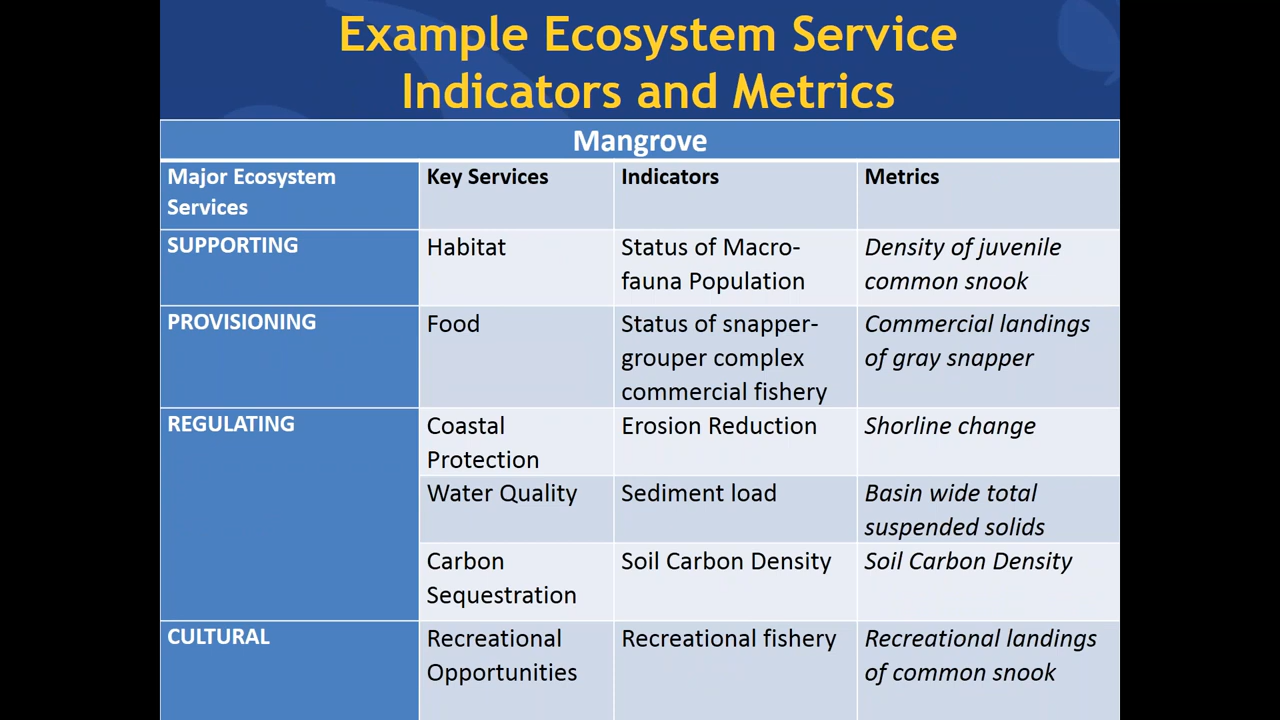 Example Ecosystem Service
Indicators and Metrics
Mangrove
Major Ecosystem
Services
Key Services
Indicators
Metrics
SUPPORTING
Habitat
Status of Macro-
fauna Population
Density of juvenile
common snook
PROVISIONING
Food
Status of snapper-
grouper complex
commercial fishery
Commercial landings
of gray snapper
REGULATING
Coastal
Protection
Erosion Reduction
Shorline change
Water Quality
Sediment load
Basin wide total
suspended solids
Carbon
Sequestration
Soil Carbon Density
Soil Carbon Density
CULTURAL
Recreational
Opportunities
Recreational fishery
Recreational landings
of common snook